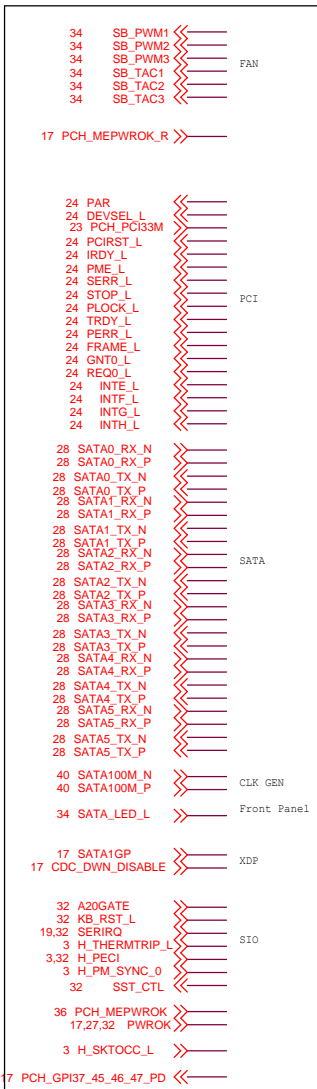 34 SB_PWM1
34 SB_PWM2
34 SB_PWM3
FAN
34 SB_TAC1
34 SB_TAC2
34 SB_TAC3
17 PCH_MEPWROK_R
24 PAR
24 DEVSEL_L
23 PCH_PCI33M
24 PCIRST_L
24 IRDY_L
24 PME_L
24 SERR_L
24 STOP_L
PCI
24 PLOCK_L
24 TRDY_L
24 PERR_L
24 FRAME_L
24 GNT0_L
24 REQ0_L
24 INTE_L
24 INTF_L
24 INTG_L
24 INTH_L
28 SATA0_RX_N
28 SATA0_RX_P
28 SATA0_TX_N
28 SATA0_TX_P
28 SATA1_RX_N
28 SATA1_RX_P
28 SATA1_TX_N
28 SATA1_TX_P
28 SATA2_RX_N
SATA
28 SATA2_RX_P
28 SATA2_TX_N
28 SATA2_TX_P
28 SATA3_RX_N
28 SATA3_RX_P
28 SATA3_TX_N
28 SATA3_TX_P
28 SATA4_RX_N
28 SATA4_RX_P
28 SATA4_TX_N
28 SATA4_TX_P
28 SATA5_RX_N
28 SATA5_RX_P
28 SATA5_TX_N
28 SATA5_TX_P
40 SATA100M_N
CLK GEN
40 SATA100M_P
Front Panel
34 SATA_LED_L
17 SATA1GP
XDP
17 CDC_DWN_DISABLE
32 A20GATE
32 KB_RST_L
19,32 SERIRQ
SIO
3 H_THERMTRIP_L
3,32 H_PECI
3 H_PM_SYNC_0
32 SST_CTL
36 PCH_MEPWROK
17,27,32 PWROK
3 H_SKTOCC_L
17 PCH_GPI37_45_46_47_PD